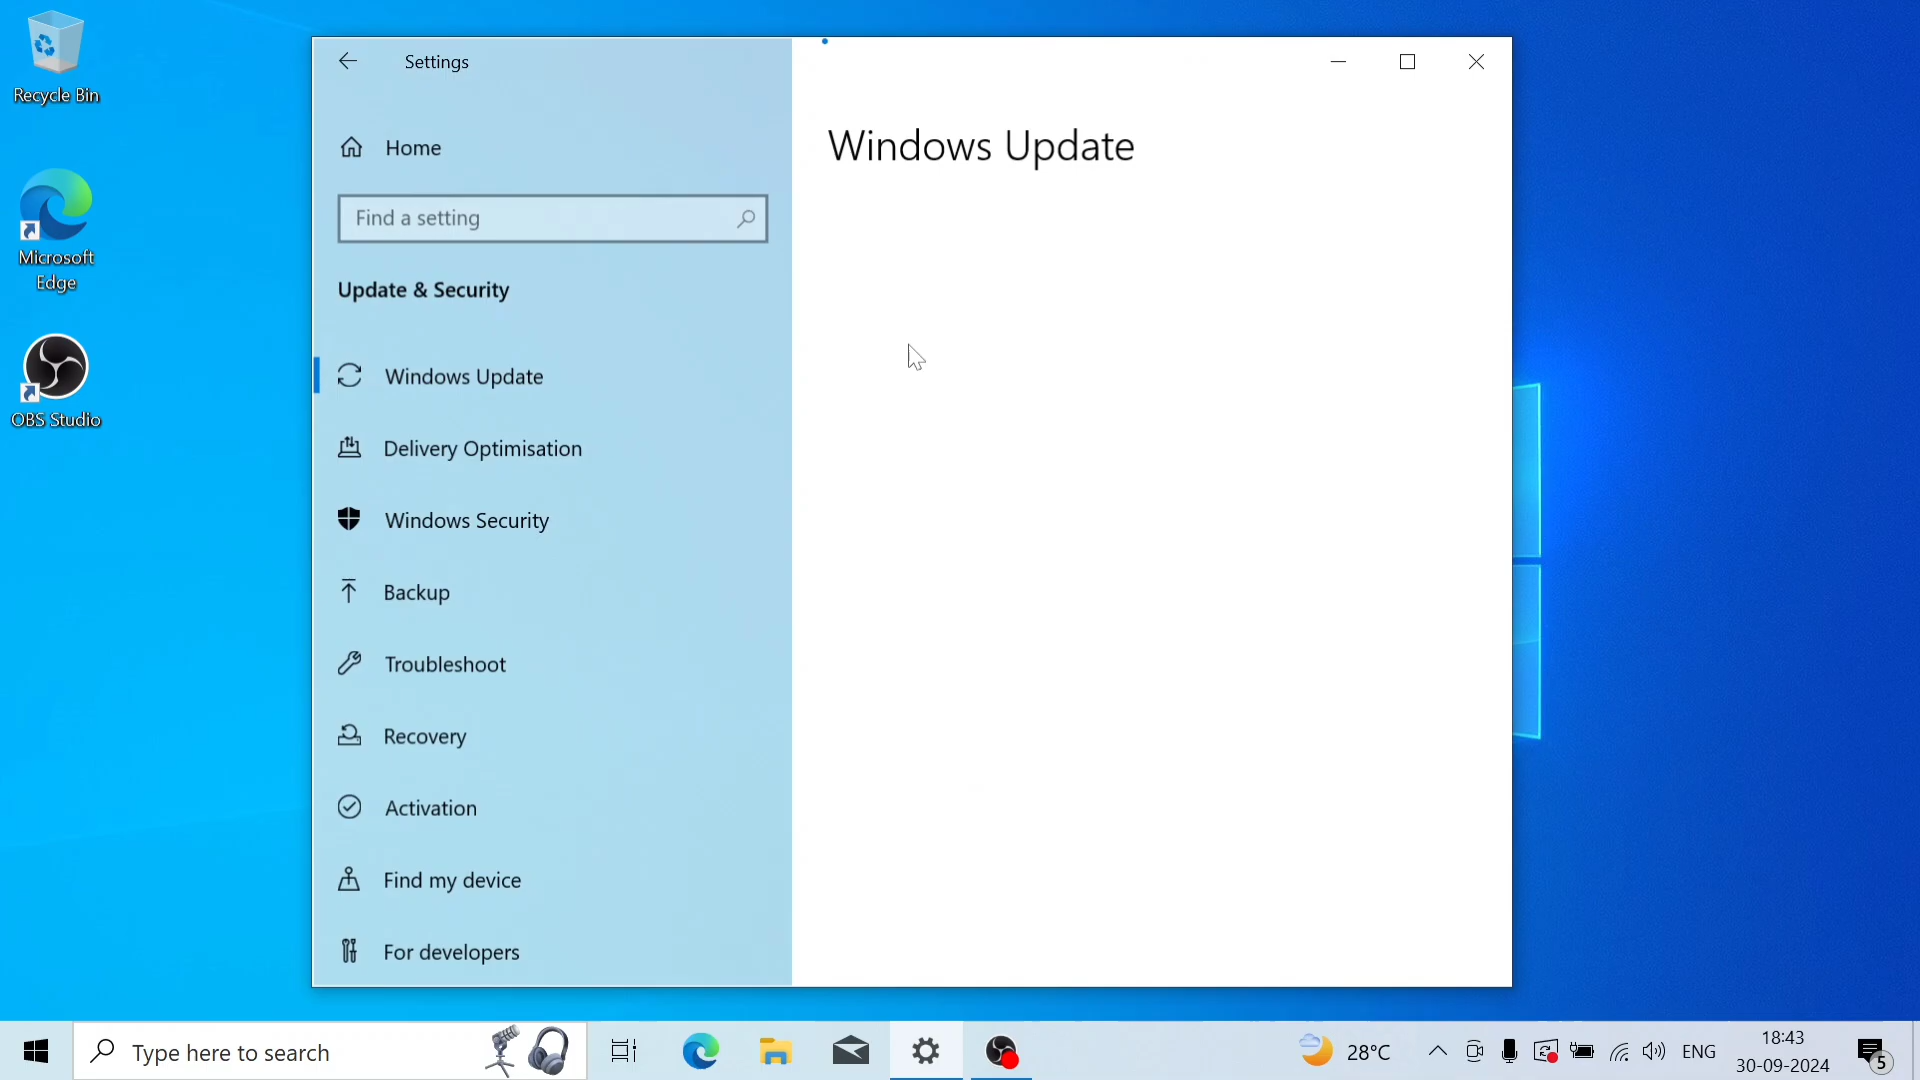 Recycle Bin
Microsoft
Edge
OBS Studio
Settings
Home
Find a setting
Update & Security
Windows Update
Delivery Optimisation
Windows Security
Backup
Troubleshoot
Recovery
Activation
Find my device
For developers
Windows Update
Type here to search
28°C
ENG
18:43
30-09-2024
5